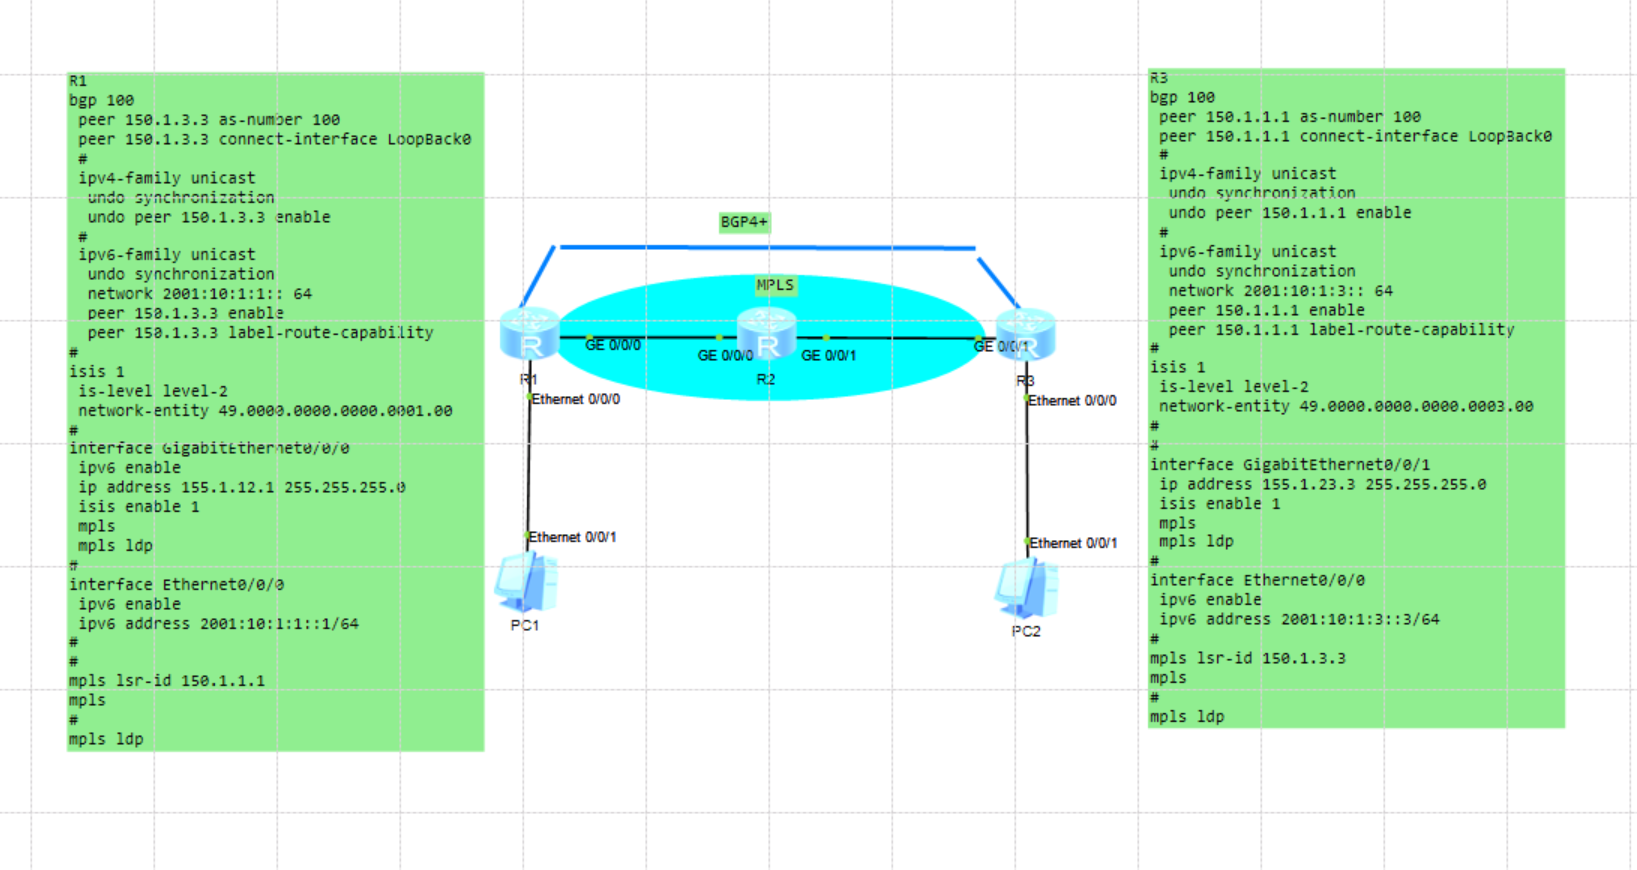 R1
bgp 100
peer 150.1.3.3 as-number 100
peer 150.1.3.3 connect-interface LoopBack0
#
ipv4-family unicast
undo synchronization
undo peer 150.1.3.3 enable
#
ipv6-family unicast
undo synchronization
network 2001:10:1:1:: 64
peer 150.1.3.3 enable
peer 150.1.3.3 label-route-capability
#
isis 1
is-level level-2
network-entity 49.0000.0000.0000.0001.00
#
interface GigabitEthernet0/0/0
ipv6 enable
ip address 155.1.12.1 255.255.255.0
isis enable 1
mpls
mpls ldp
#
interface Ethernet0/0/0
ipv6 enable
ipv6 address 2001:10:1:1::1/64
#
#
mpls lsr-id 150.1.1.1
mpls
#
mpls ldp
BGP4+
MPLS
GE 0/0/0
GE 0/0/0
GE 0/0/1
GE 0/0/1
R1
R2
R3
Ethernet 0/0/0
Ethernet 0/0/0
Ethernet 0/0/1
Ethernet 0/0/1
PC1
PC2
R3
bgp 100
peer 150.1.1.1 as-number 100
peer 150.1.1.1 connect-interface LoopBack0
#
ipv4-family unicast
undo synchronization
undo peer 150.1.1.1 enable
#
ipv6-family unicast
undo synchronization
network 2001:10:1:3:: 64
peer 150.1.1.1 enable
peer 150.1.1.1 label-route-capability
#
isis 1
is-level level-2
network-entity 49.0000.0000.0000.0003.00
#
#
interface GigabitEthernet0/0/1
ip address 155.1.23.3 255.255.255.0
isis enable 1
mpls
mpls ldp
#
interface Ethernet0/0/0
ipv6 enable
ipv6 address 2001:10:1:3::3/64
#
mpls lsr-id 150.1.3.3
mpls
#
mpls ldp